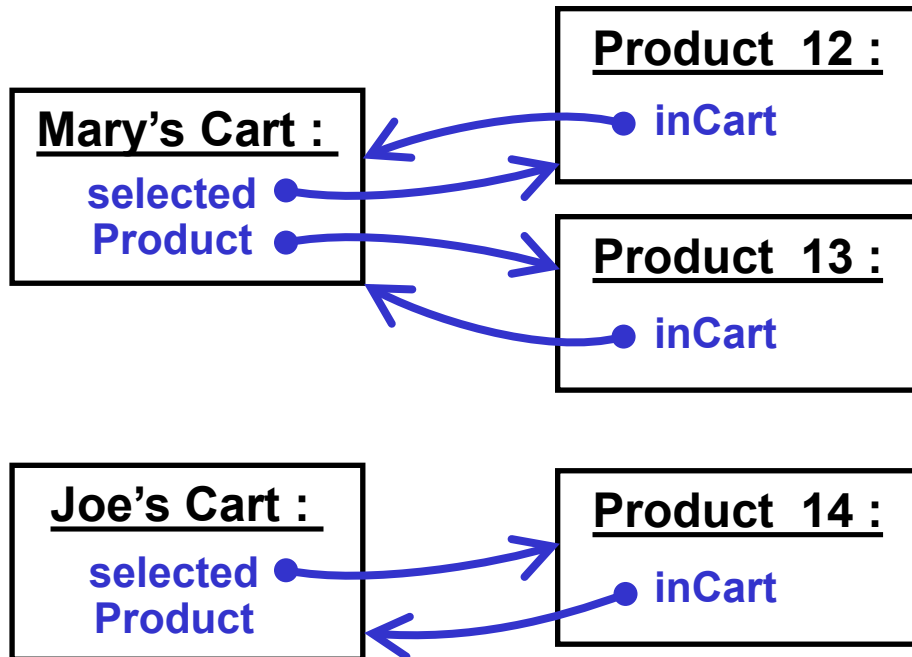 Product 12 :
inCart
Mary’s Cart :
selected
Product
Product 13 :
inCart
Joe’s Cart :
selected
Product
Product 14 :
inCart